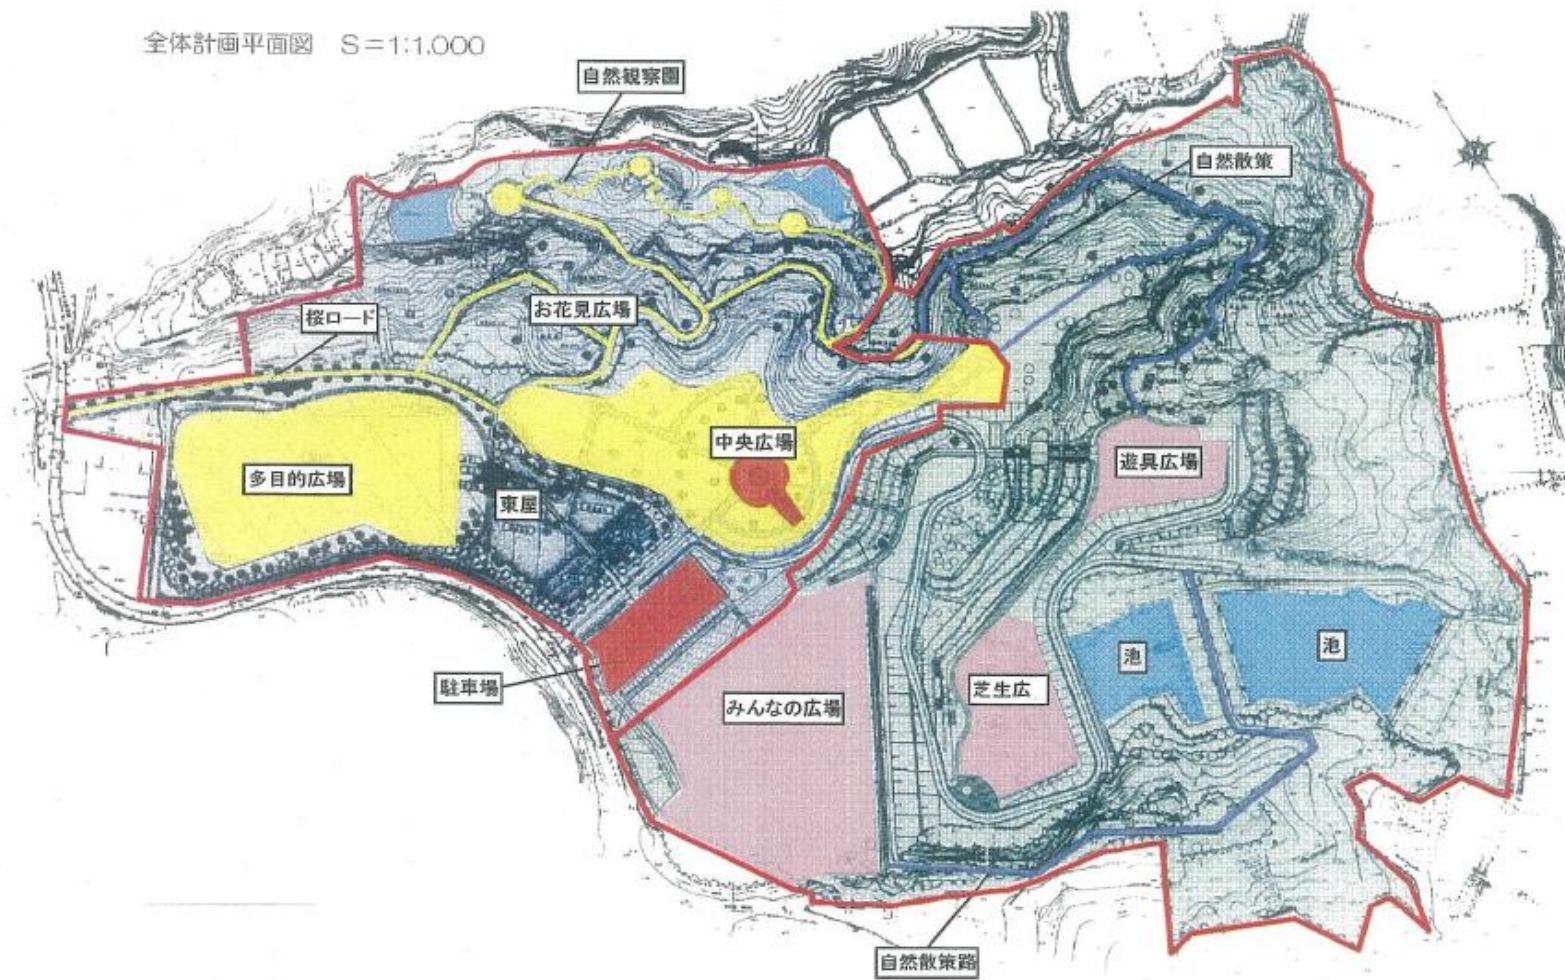 全体計画平面図 S=1:1.000
自然観察園
自然散策
桜ロード
お花見広場
中央広場
多目的広場
東屋
遊具広場
駐車場
みんなの広場
芝生広
池
池
自然散策路